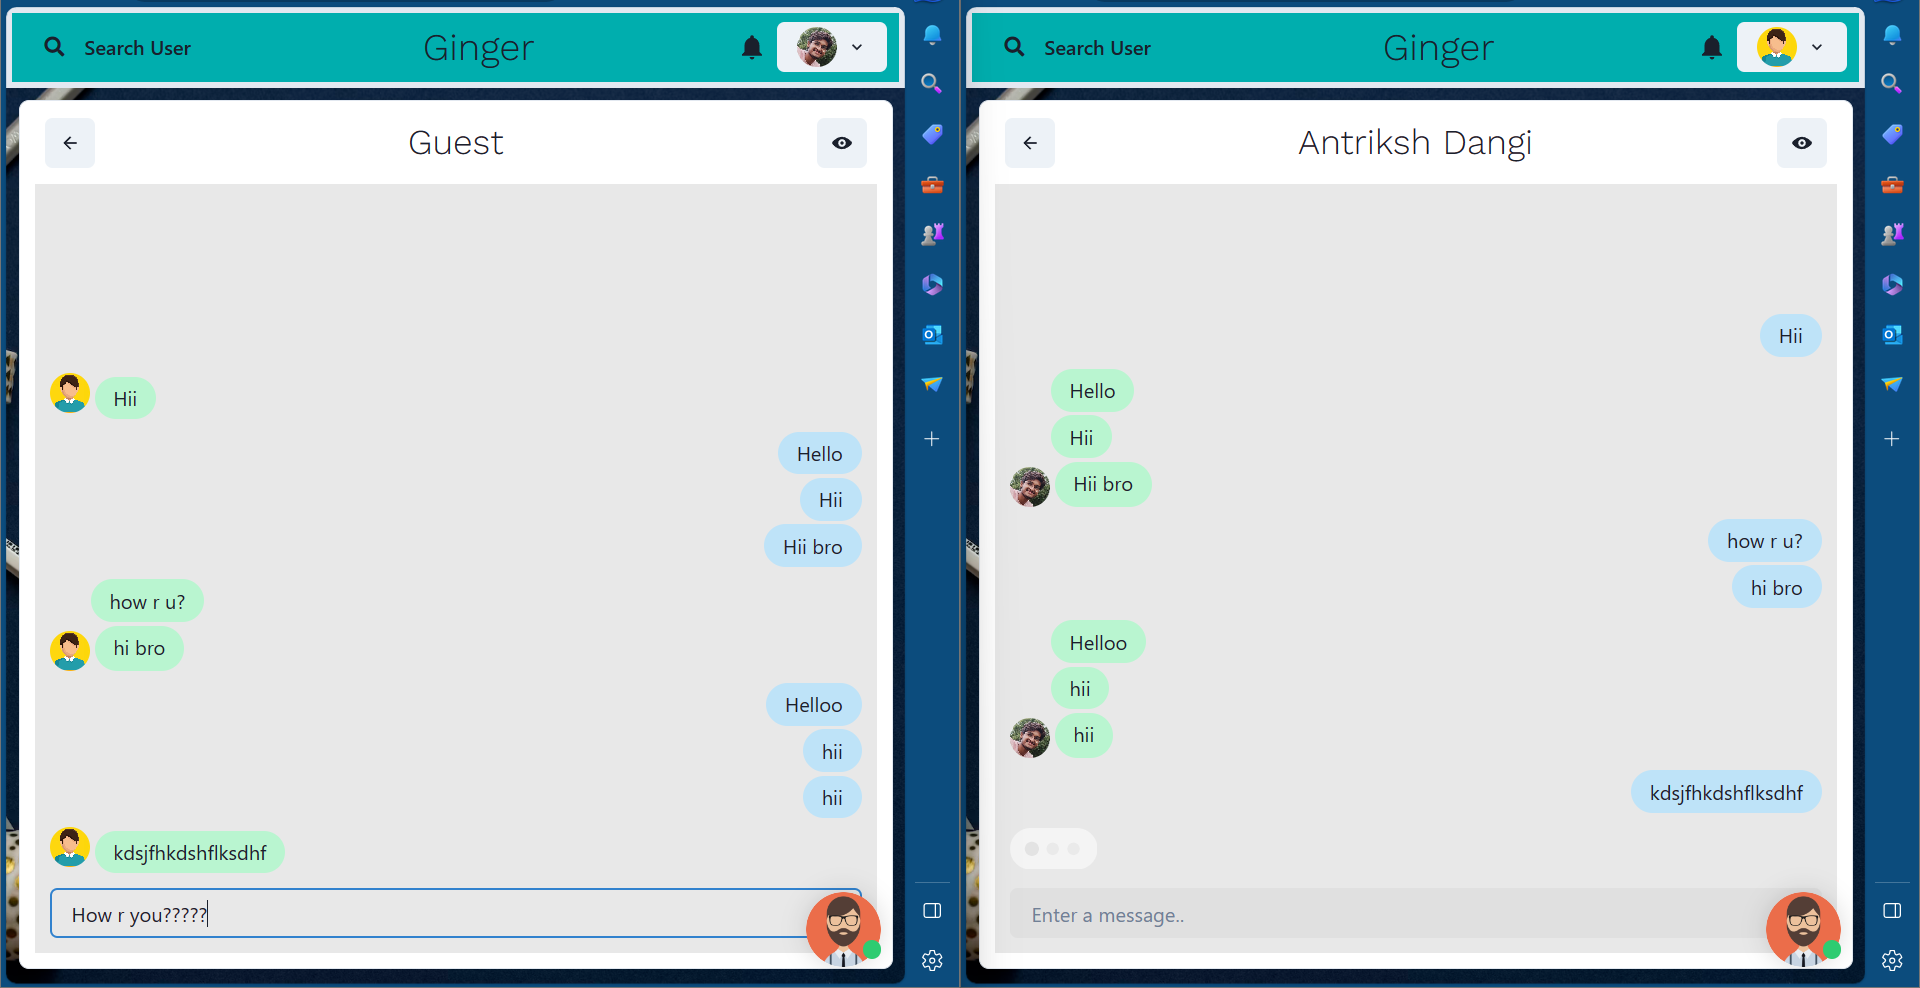 Search User
Ginger
Guest
Hii
Hello
Hii
Hii bro
how r u?
hi bro
Helloo
hii
hii
kdsjfhkdshflksdhf
How r you?????
Search User
Ginger
Antriksh Dangi
Hii
Hello
Hii
Hii bro
how r u?
hi bro
Helloo
hii
hii
kdsjfhkdshflksdhf
Enter a message..